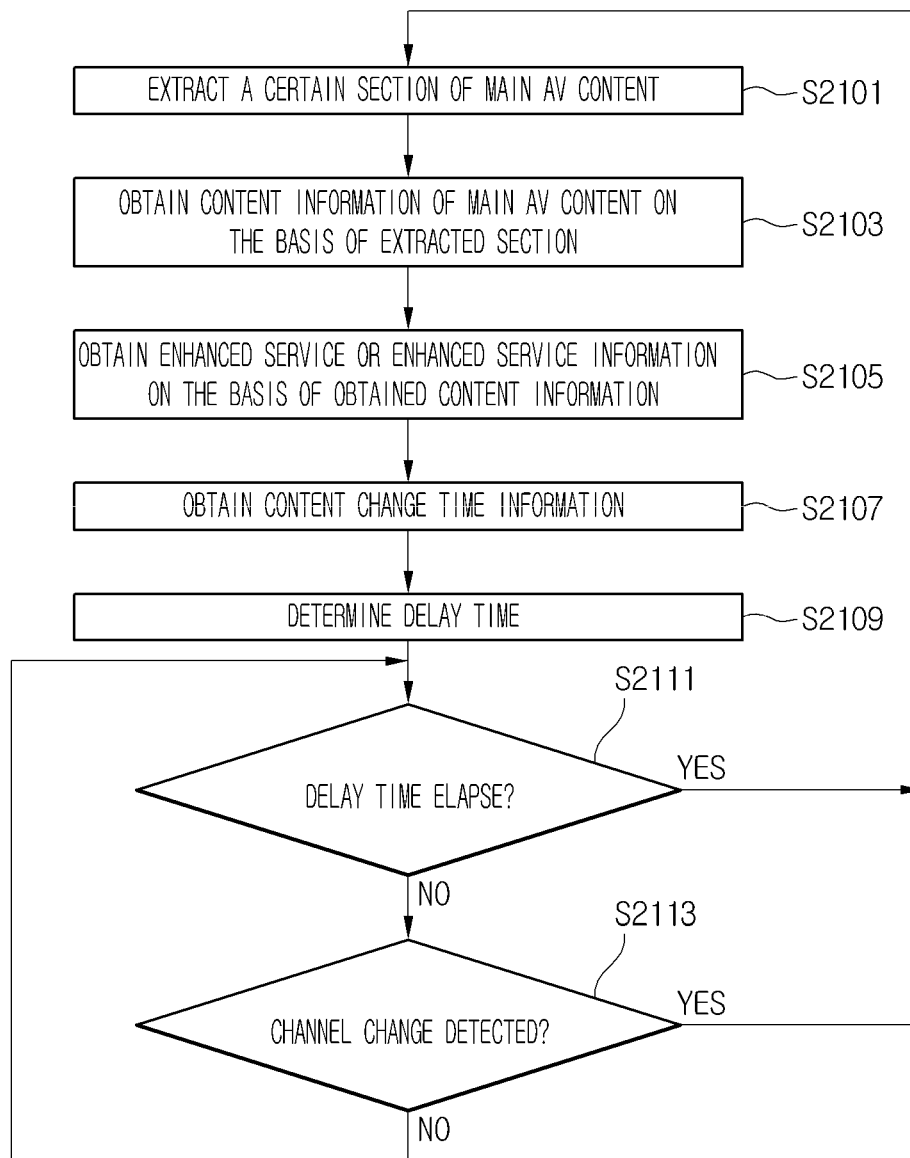 EXTRACT A CERTAIN SECTION OF MAIN AV CONTENT
S2101
OBTAIN CONTENT INFORMATION OF MAIN AV CONTENT ON
THE BASIS OF EXTRACTED SECTION
S2103
OBTAIN ENHANCED SERVICE OR ENHANCED SERVICE INFORMATION
ON THE BASIS OF OBTAINED CONTENT INFORMATION
S2105
OBTAIN CONTENT CHANGE TIME INFORMATION
S2107
DETERMINE DELAY TIME
S2109
S2111
DELAY TIME ELAPSE?
YES
NO
S2113
CHANNEL CHANGE DETECTED?
YES
NO